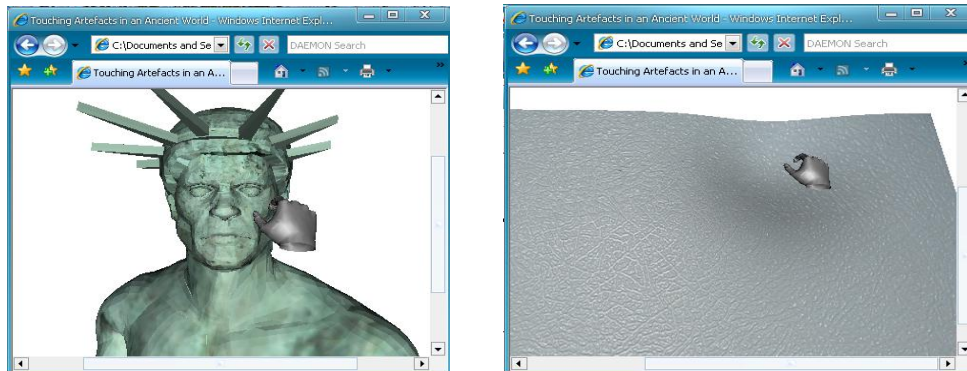 Touching Artefacts in an Ancient World - Windows Internet Expl...
C:\Documents and Se
DAEMON Search
Touching Artefacts in an A...
Touching Artefacts in an Ancient World - Windows Internet Expl...
C:\Documents and Se
DAEMON Search
Touching Artefacts in an A...